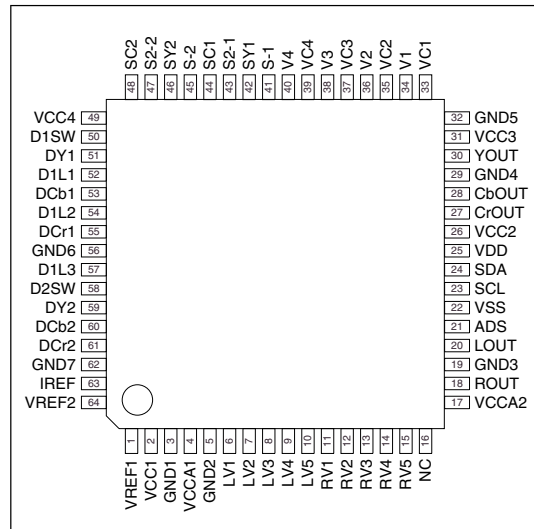 SC2 S2-2 SY2 S-2 SC1 S2-1 SY1 S-1 V4 VC4 V3 VC3 V2 VC2 V1 VC1
48 47 46 45 44 43 42 41 40 39 38 37 36 35 34 33
VCC4 49 32 GND5
D1SW 50 31 VCC3
DY1 51 30 YOUT
D1L1 52 29 GND4
DCb1 53 28 CbOUT
D1L2 54 27 CrOUT
DCr1 55 26 VCC2
GND6 56 25 VDD
D1L3 57 24 SDA
D2SW 58 23 SCL
DY2 59 22 VSS
DCb2 60 21 ADS
DCr2 61 20 LOUT
GND7 62 19 GND3
IREF 63 18 ROUT
VREF2 64 17 VCCA2
1 2 3 4 5 6 7 8 9 10 11 12 13 14 15 16
VREF1 VCC1 GND1 VCCA1 GND2 LV1 LV2 LV3 LV4 LV5 RV1 RV2 RV3 RV4 RV5 NC